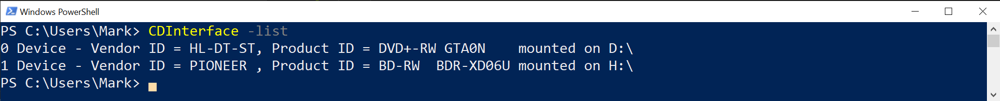 Windows PowerShell
PS C:\Users\Mark> CDInterface -list
0 Device - Vendor ID = HL-DT-ST, Product ID = DVD+-RW GTA0N    mounted on D:\
1 Device - Vendor ID = PIONEER , Product ID = BD-RW  BDR-XD06U mounted on H:\
PS C:\Users\Mark>